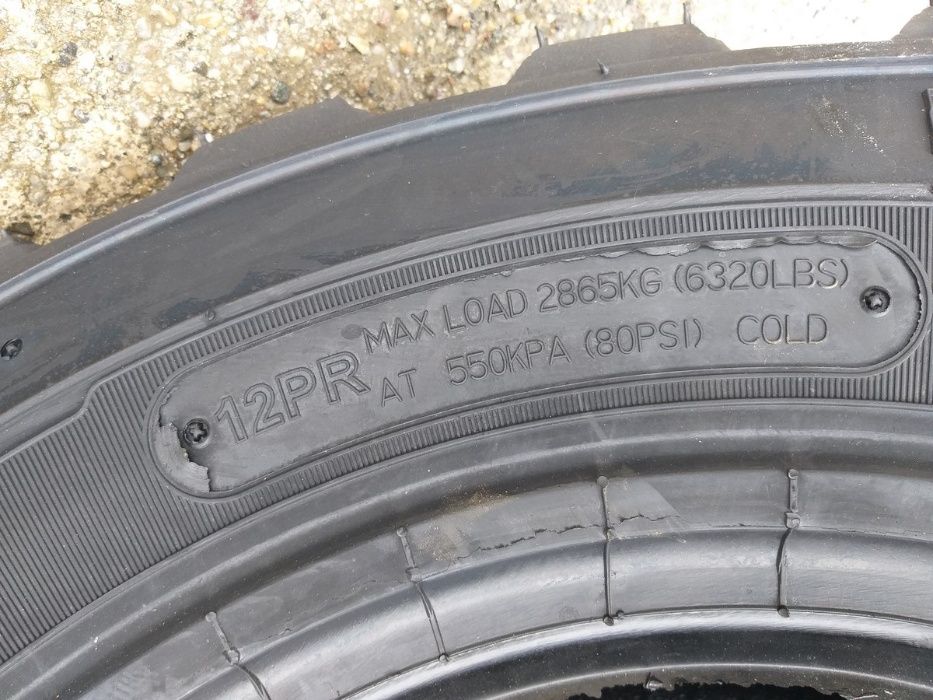 12PR
MAX LOAD 2865KG (6320LBS)
AT 550KPA (80PSI) COLD